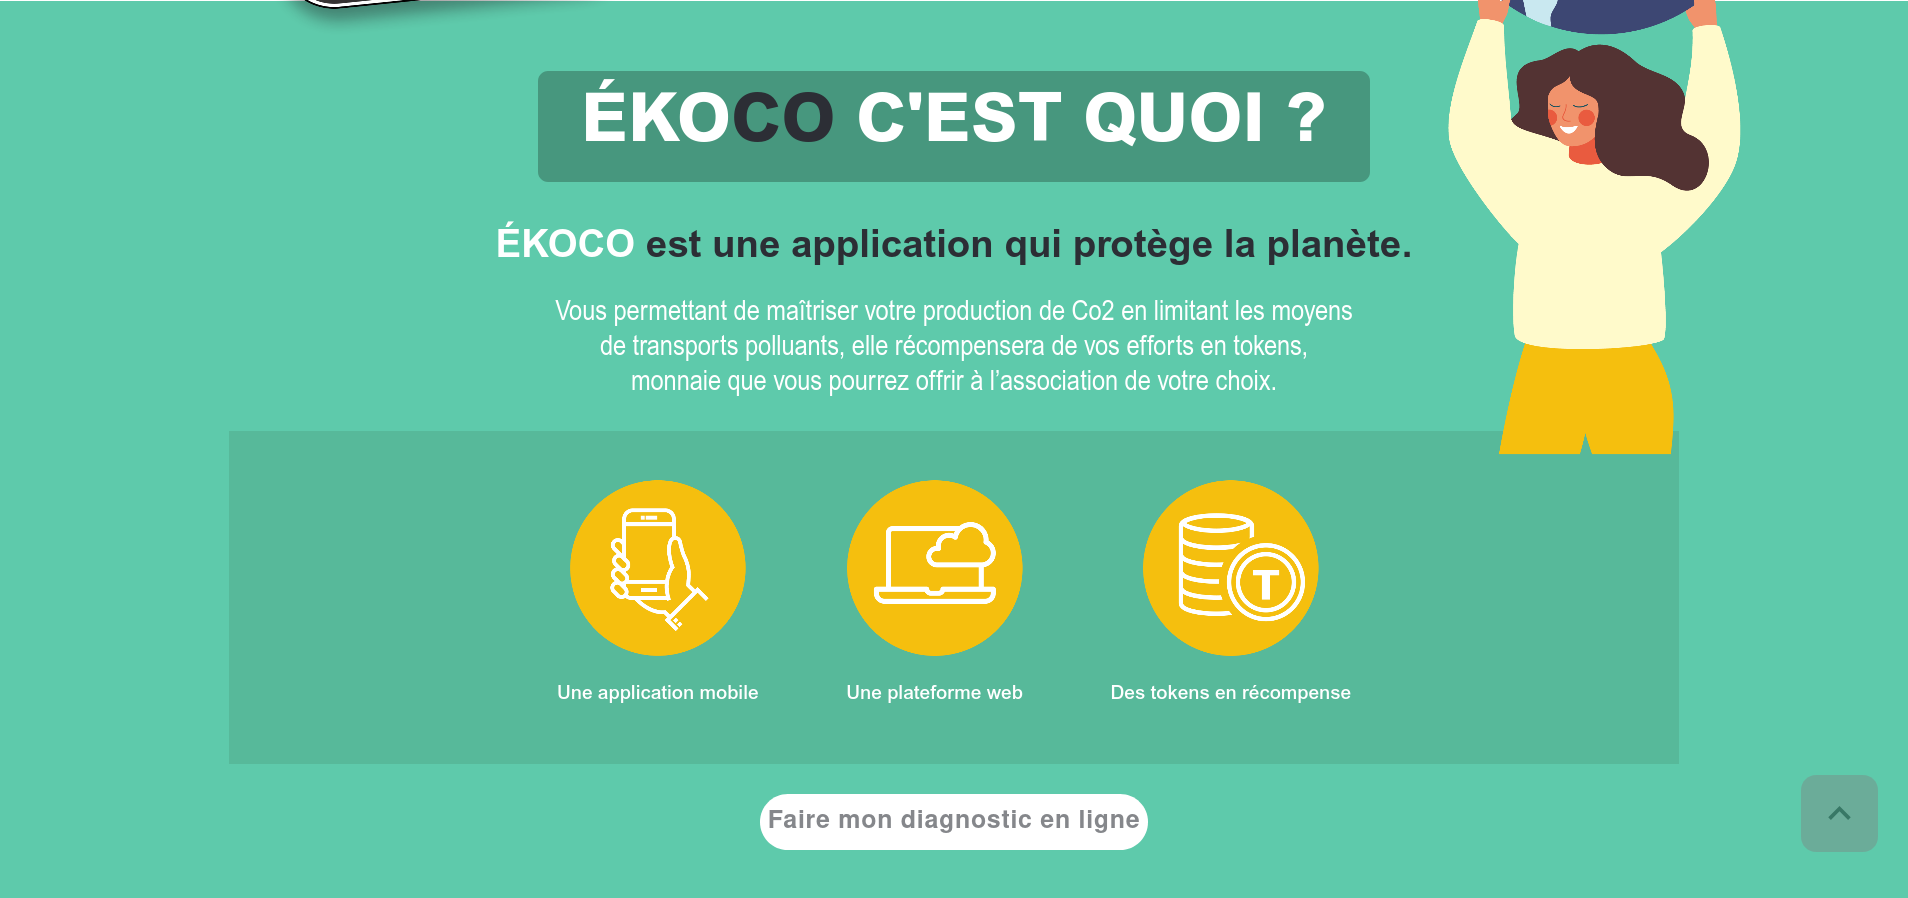 ÉKOCO C'EST QUOI ?
ÉKOCO est une application qui protège la planète.
Vous permettant de maîtriser votre production de Co2 en limitant les moyens
de transports polluants, elle récompensera de vos efforts en tokens,
monnaie que vous pourrez offrir à l’association de votre choix.
T
Une application mobile
Une plateforme web
Des tokens en récompense
Faire mon diagnostic en ligne